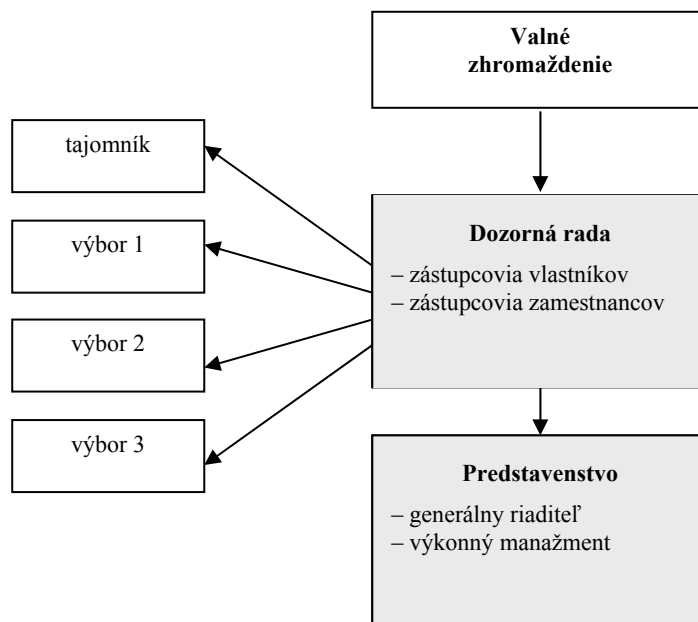 Valné
zhromaždenie
tajomník
výbor 1
výbor 2
výbor 3
Dozorná rada
– zástupcovia vlastníkov
– zástupcovia zamestnancov
Predstavenstvo
– generálny riaditeľ
– výkonný manažment